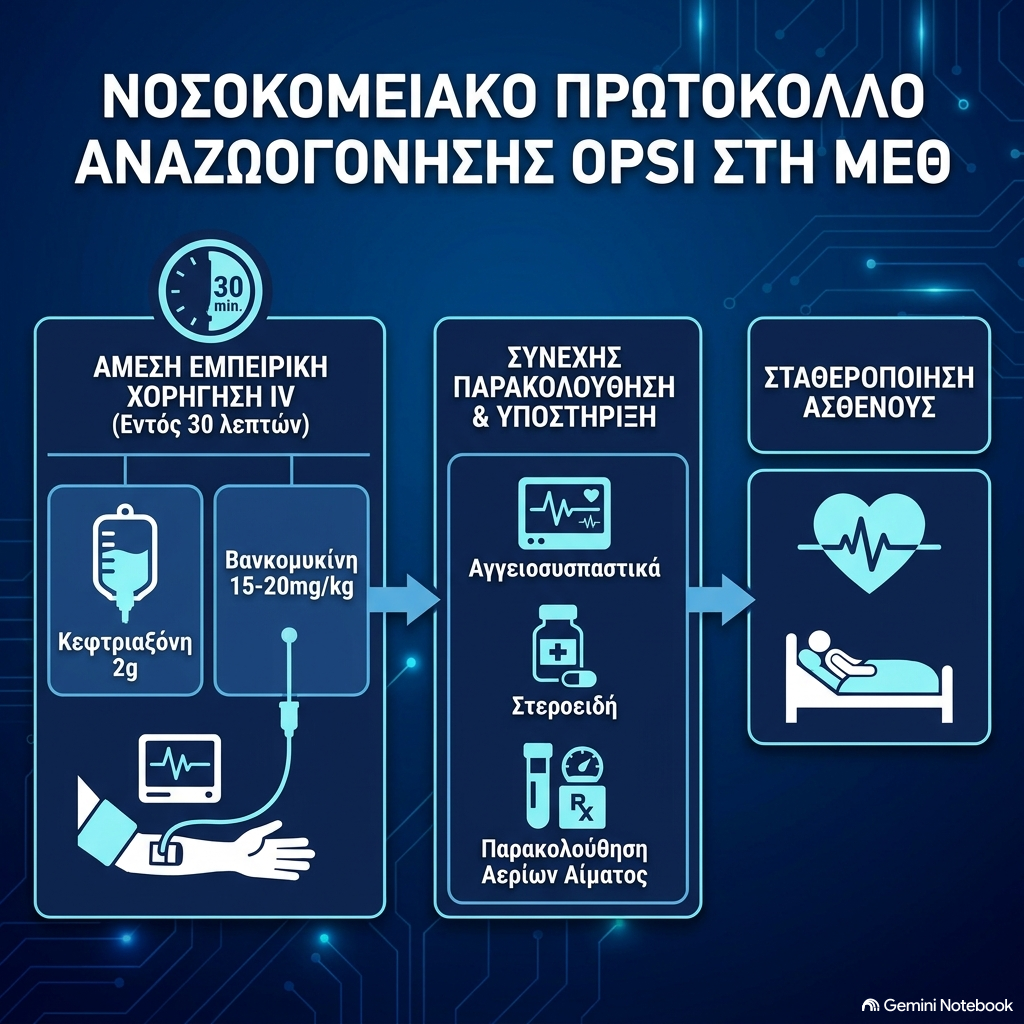 ΝΟΣΟΚΟΜΕΙΑΚΟ ΠΡΩΤΟΚΟΛΛΟ
ΑΝΑΖΩΟΓΟΝΗΣΗΣ OPSI ΣΤΗ ΜΕΘ
30
min.
ΑΜΕΣΗ ΕΜΠΕΙΡΙΚΗ
ΧΟΡΗΓΗΣΗ IV
(Εντός 30 λεπτών)
Κεφτριαξόνη
2g
Βανκομυκίνη
15-20mg/kg
ΣΥΝΕΧΗΣ
ΠΑΡΑΚΟΛΟΥΘΗΣΗ
& ΥΠΟΣΤΗΡΙΞΗ
Αγγειοσυσπαστικά
Στεροειδή
Rx
Παρακολούθηση
Αερίων Αίματος
ΣΤΑΘΕΡΟΠΟΙΗΣΗ
ΑΣΘΕΝΟΥΣ
Gemini Notebook